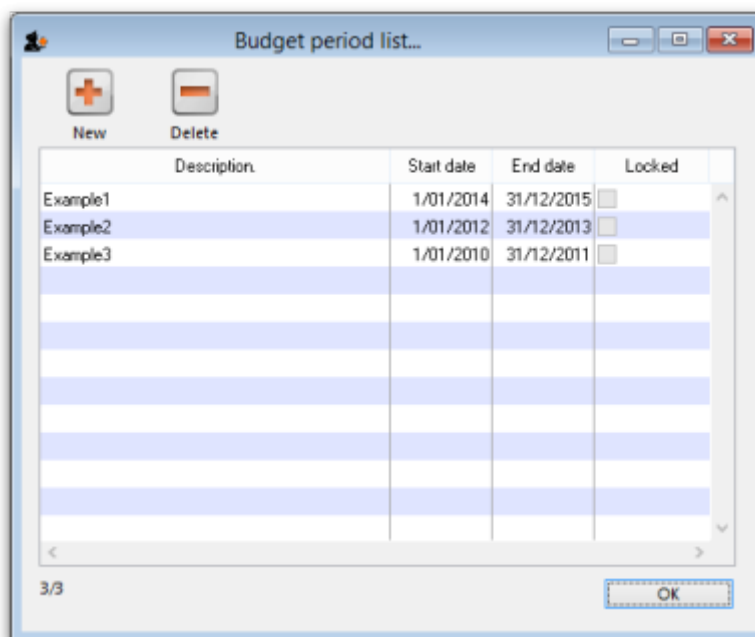 Budget period list...
New Delete
Description. Start date End date Locked
Example1 1/01/2014 31/12/2015
Example2 1/01/2012 31/12/2013
Example3 1/01/2010 31/12/2011
3/3 OK